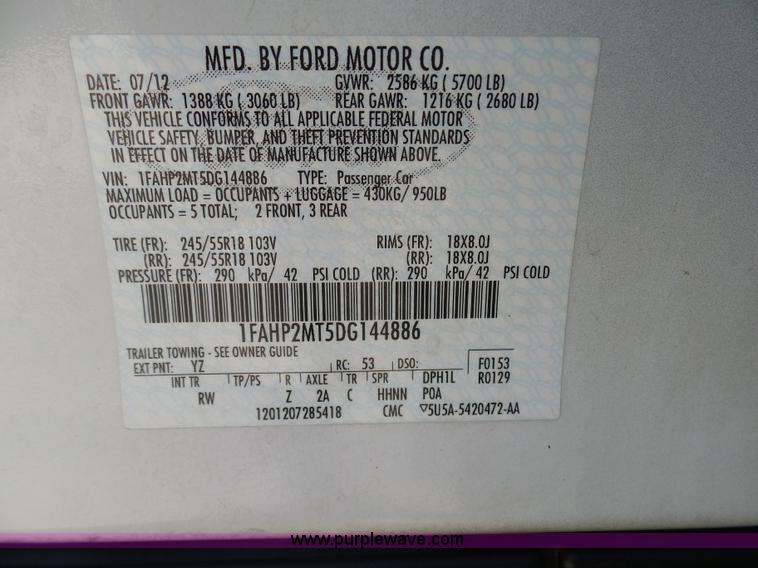 MFD. BY FORD MOTOR CO.
DATE: 07/12 GVWR: 2586 KG ( 5700 LB)
FRONT GAWR: 1388 KG ( 3060 LB) REAR GAWR: 1216 KG ( 2680 LB)
THIS VEHICLE CONFORMS TO ALL APPLICABLE FEDERAL MOTOR
VEHICLE SAFETY, BUMPER, AND THEFT PREVENTION STANDARDS
IN EFFECT ON THE DATE OF MANUFACTURE SHOWN ABOVE.
VIN: 1FAHP2MT5DG144886 TYPE: Passenger Car
MAXIMUM LOAD = OCCUPANTS + LUGGAGE = 430KG/ 950LB
OCCUPANTS = 5 TOTAL; 2 FRONT, 3 REAR
TIRE (FR): 245/55R18 103V RIMS (FR): 18X8.0J
(RR): 245/55R18 103V (RR): 18X8.0J
PRESSURE (FR): 290 kPa/ 42 PSI COLD (RR): 290 kPa/ 42 PSI COLD
1FAHP2MT5DG144886
TRAILER TOWING - SEE OWNER GUIDE
EXT PNT: YZ RC: 53 DSO: F0153
INT TR TP/PS R AXLE TR SPR DPH1L R0129
RW Z 2A C HHNN P0A
1201207285418 CMC ▽5U5A-5420472-AA
www.purplewave.com